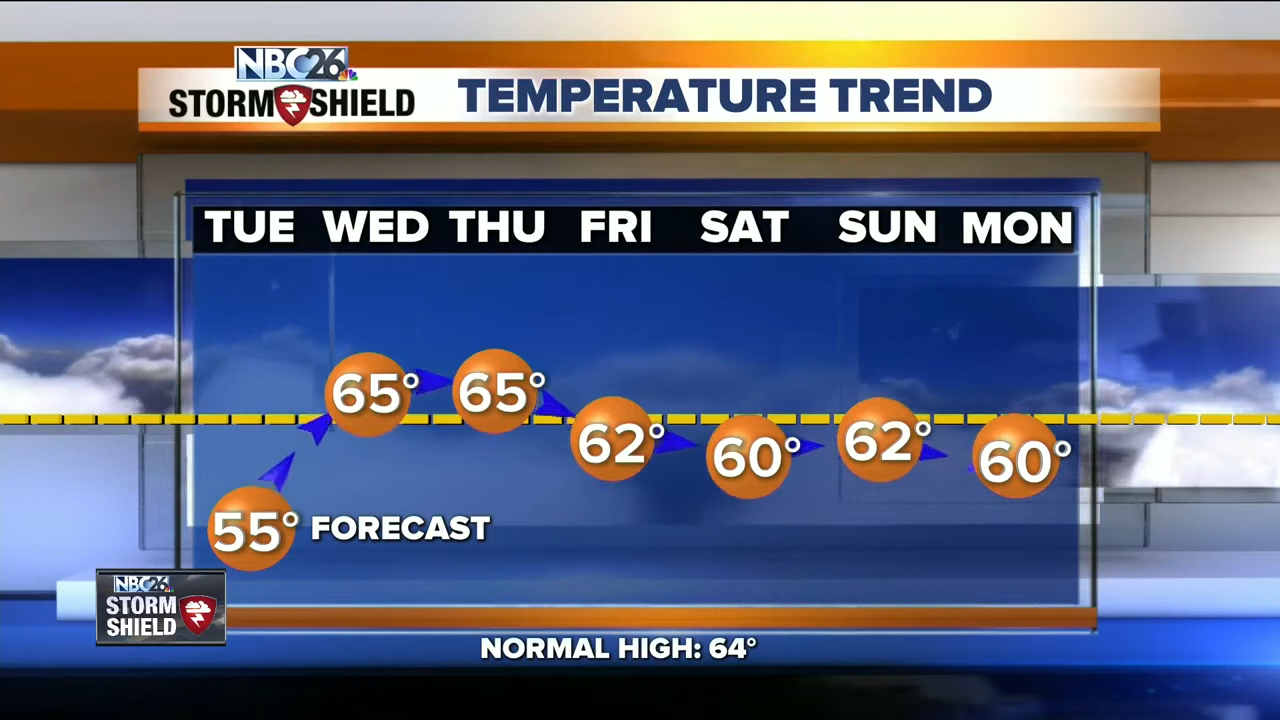 NBC26
STORM SHIELD
TEMPERATURE TREND
TUE WED THU FRI SAT SUN MON
55° 65° 65° 62° 60° 62° 60°
FORECAST
NBC26
STORM
SHIELD
NORMAL HIGH: 64°